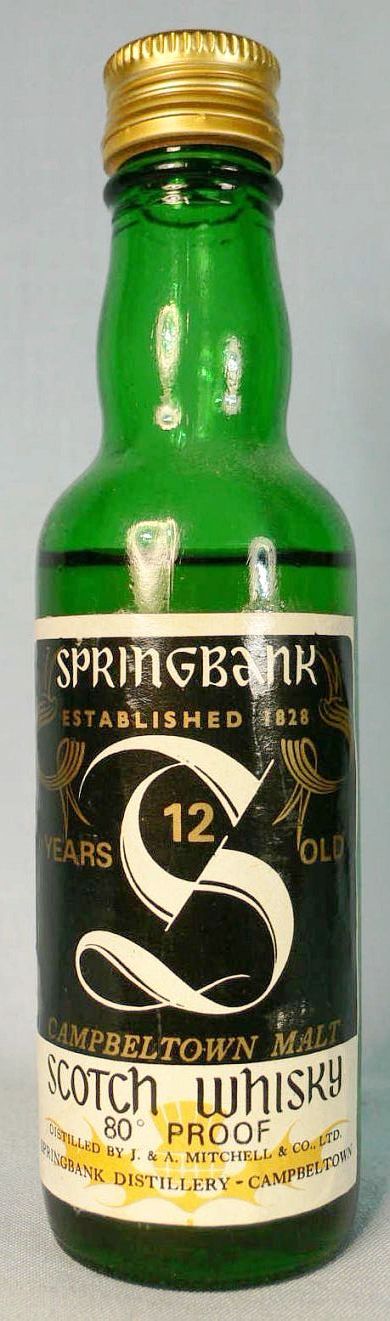 SPRINGBANK
ESTABLISHED 1828
S
YEARS 12 OLD
CAMPBELTOWN MALT
SCOTCH WHISKY
80° PROOF
DISTILLED BY J. & A. MITCHELL & CO., LTD.
SPRINGBANK DISTILLERY - CAMPBELTOWN